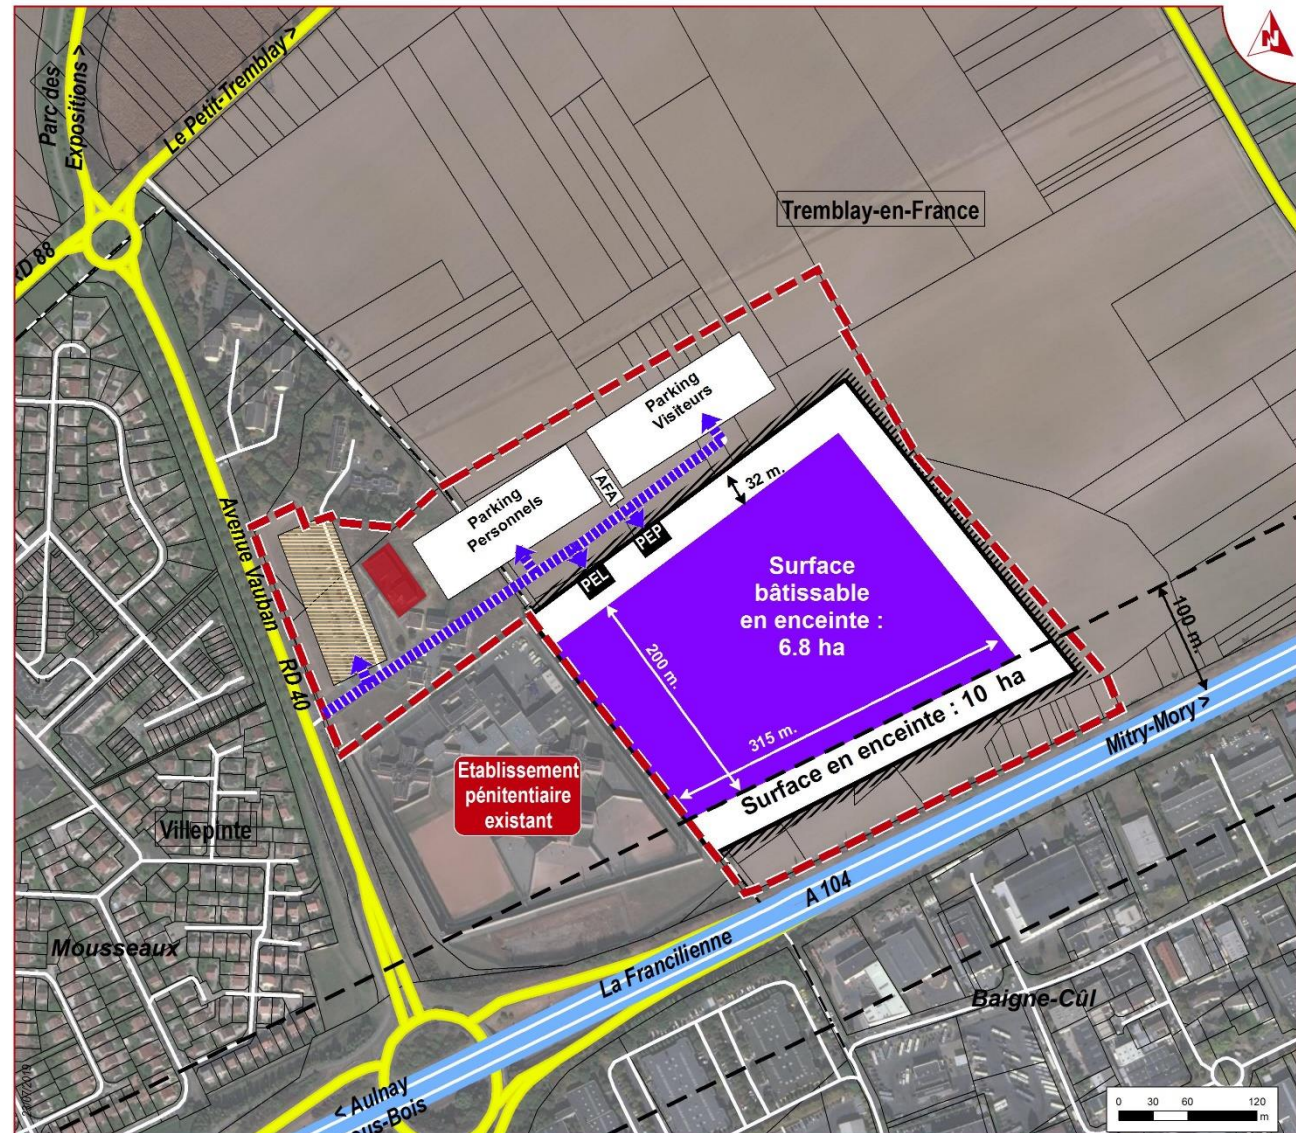 N
Parc des
Expositions >
Le Petit-Tremblay >
RD 88
Tremblay-en-France
Parking
Visiteurs
AFA
Parking
Personnels
32 m.
PEP
PEL
Avenue Vauban
RD 40
Surface
bâtissable
en enceinte :
6.8 ha
200 m.
315 m.
100 m.
Surface en enceinte : 10 ha
Mitry-Mory >
Etablissement
pénitentiaire
existant
Villepinte
Mousseaux
A 104
La Francilienne
Baigne-Cûl
< Aulnay
ous-Bois
0 30 60 120
m